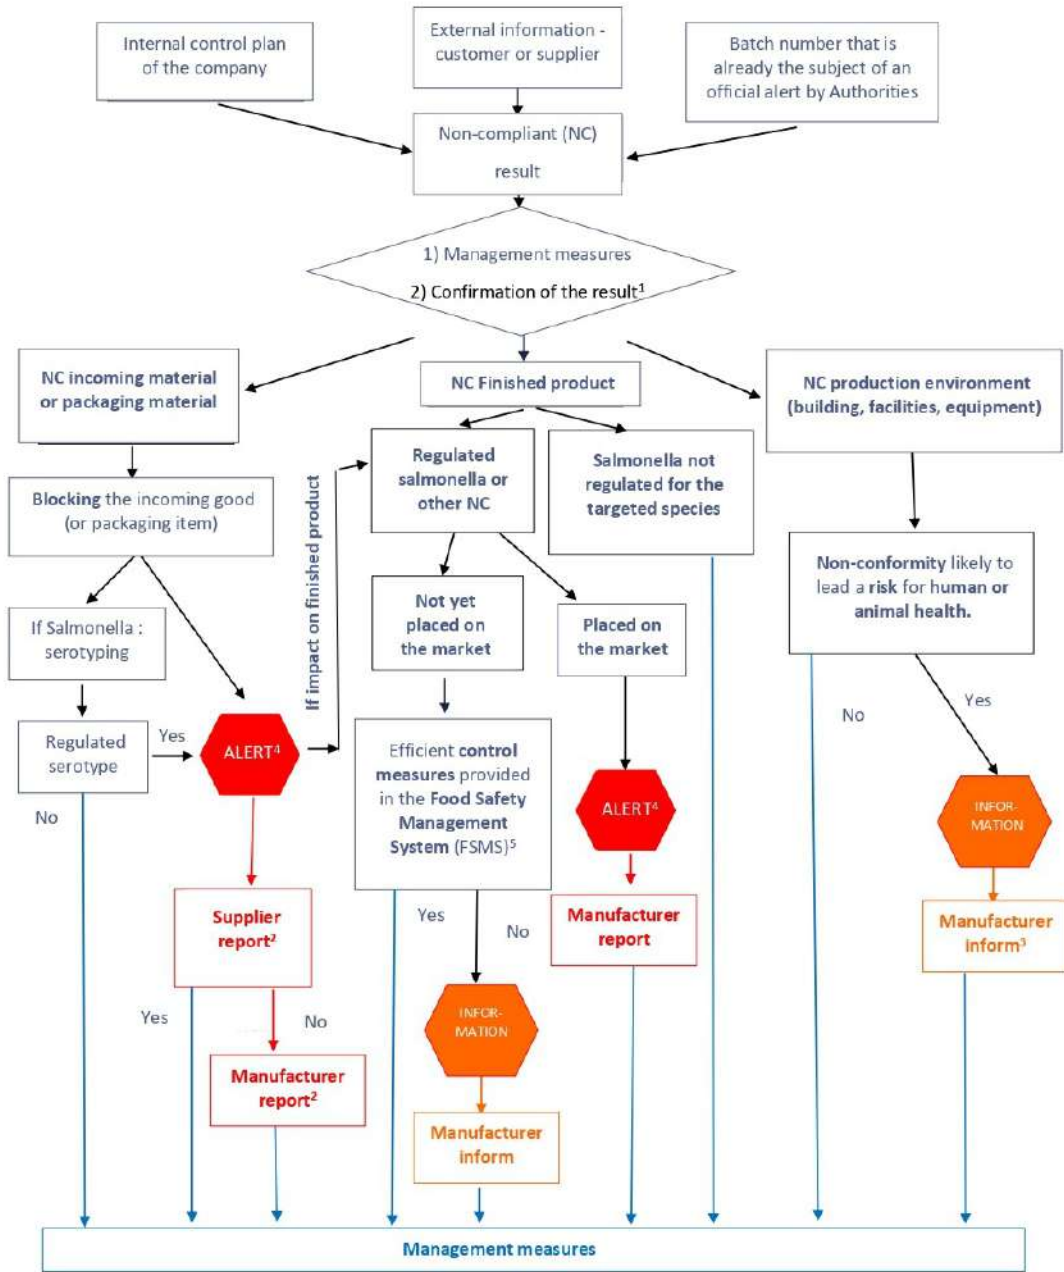 Internal control plan
of the company
External information -
customer or supplier
Batch number that is
already the subject of an
official alert by Authorities
Non-compliant (NC)
result
1) Management measures
2) Confirmation of the result¹
NC incoming material
or packaging material
NC Finished product
NC production environment
(building, facilities, equipment)
Blocking the incoming good
(or packaging item)
If impact on finished product
Regulated
salmonella or
other NC
Salmonella not
regulated for the
targeted species
Non-conformity likely to
lead a risk for human or
animal health.
If Salmonella :
serotyping
Not yet
placed on
the market
Placed on
the market
Regulated
serotype
Yes
ALERT⁴
No
Efficient control
measures provided
in the Food Safety
Management
System (FSMS)⁵
ALERT⁴
No
Yes
INFOR-
MATION
Supplier
report²
Yes
No
Manufacturer
report
Manufacturer
inform³
Yes
No
INFOR-
MATION
Manufacturer
report²
Manufacturer
inform
Management measures